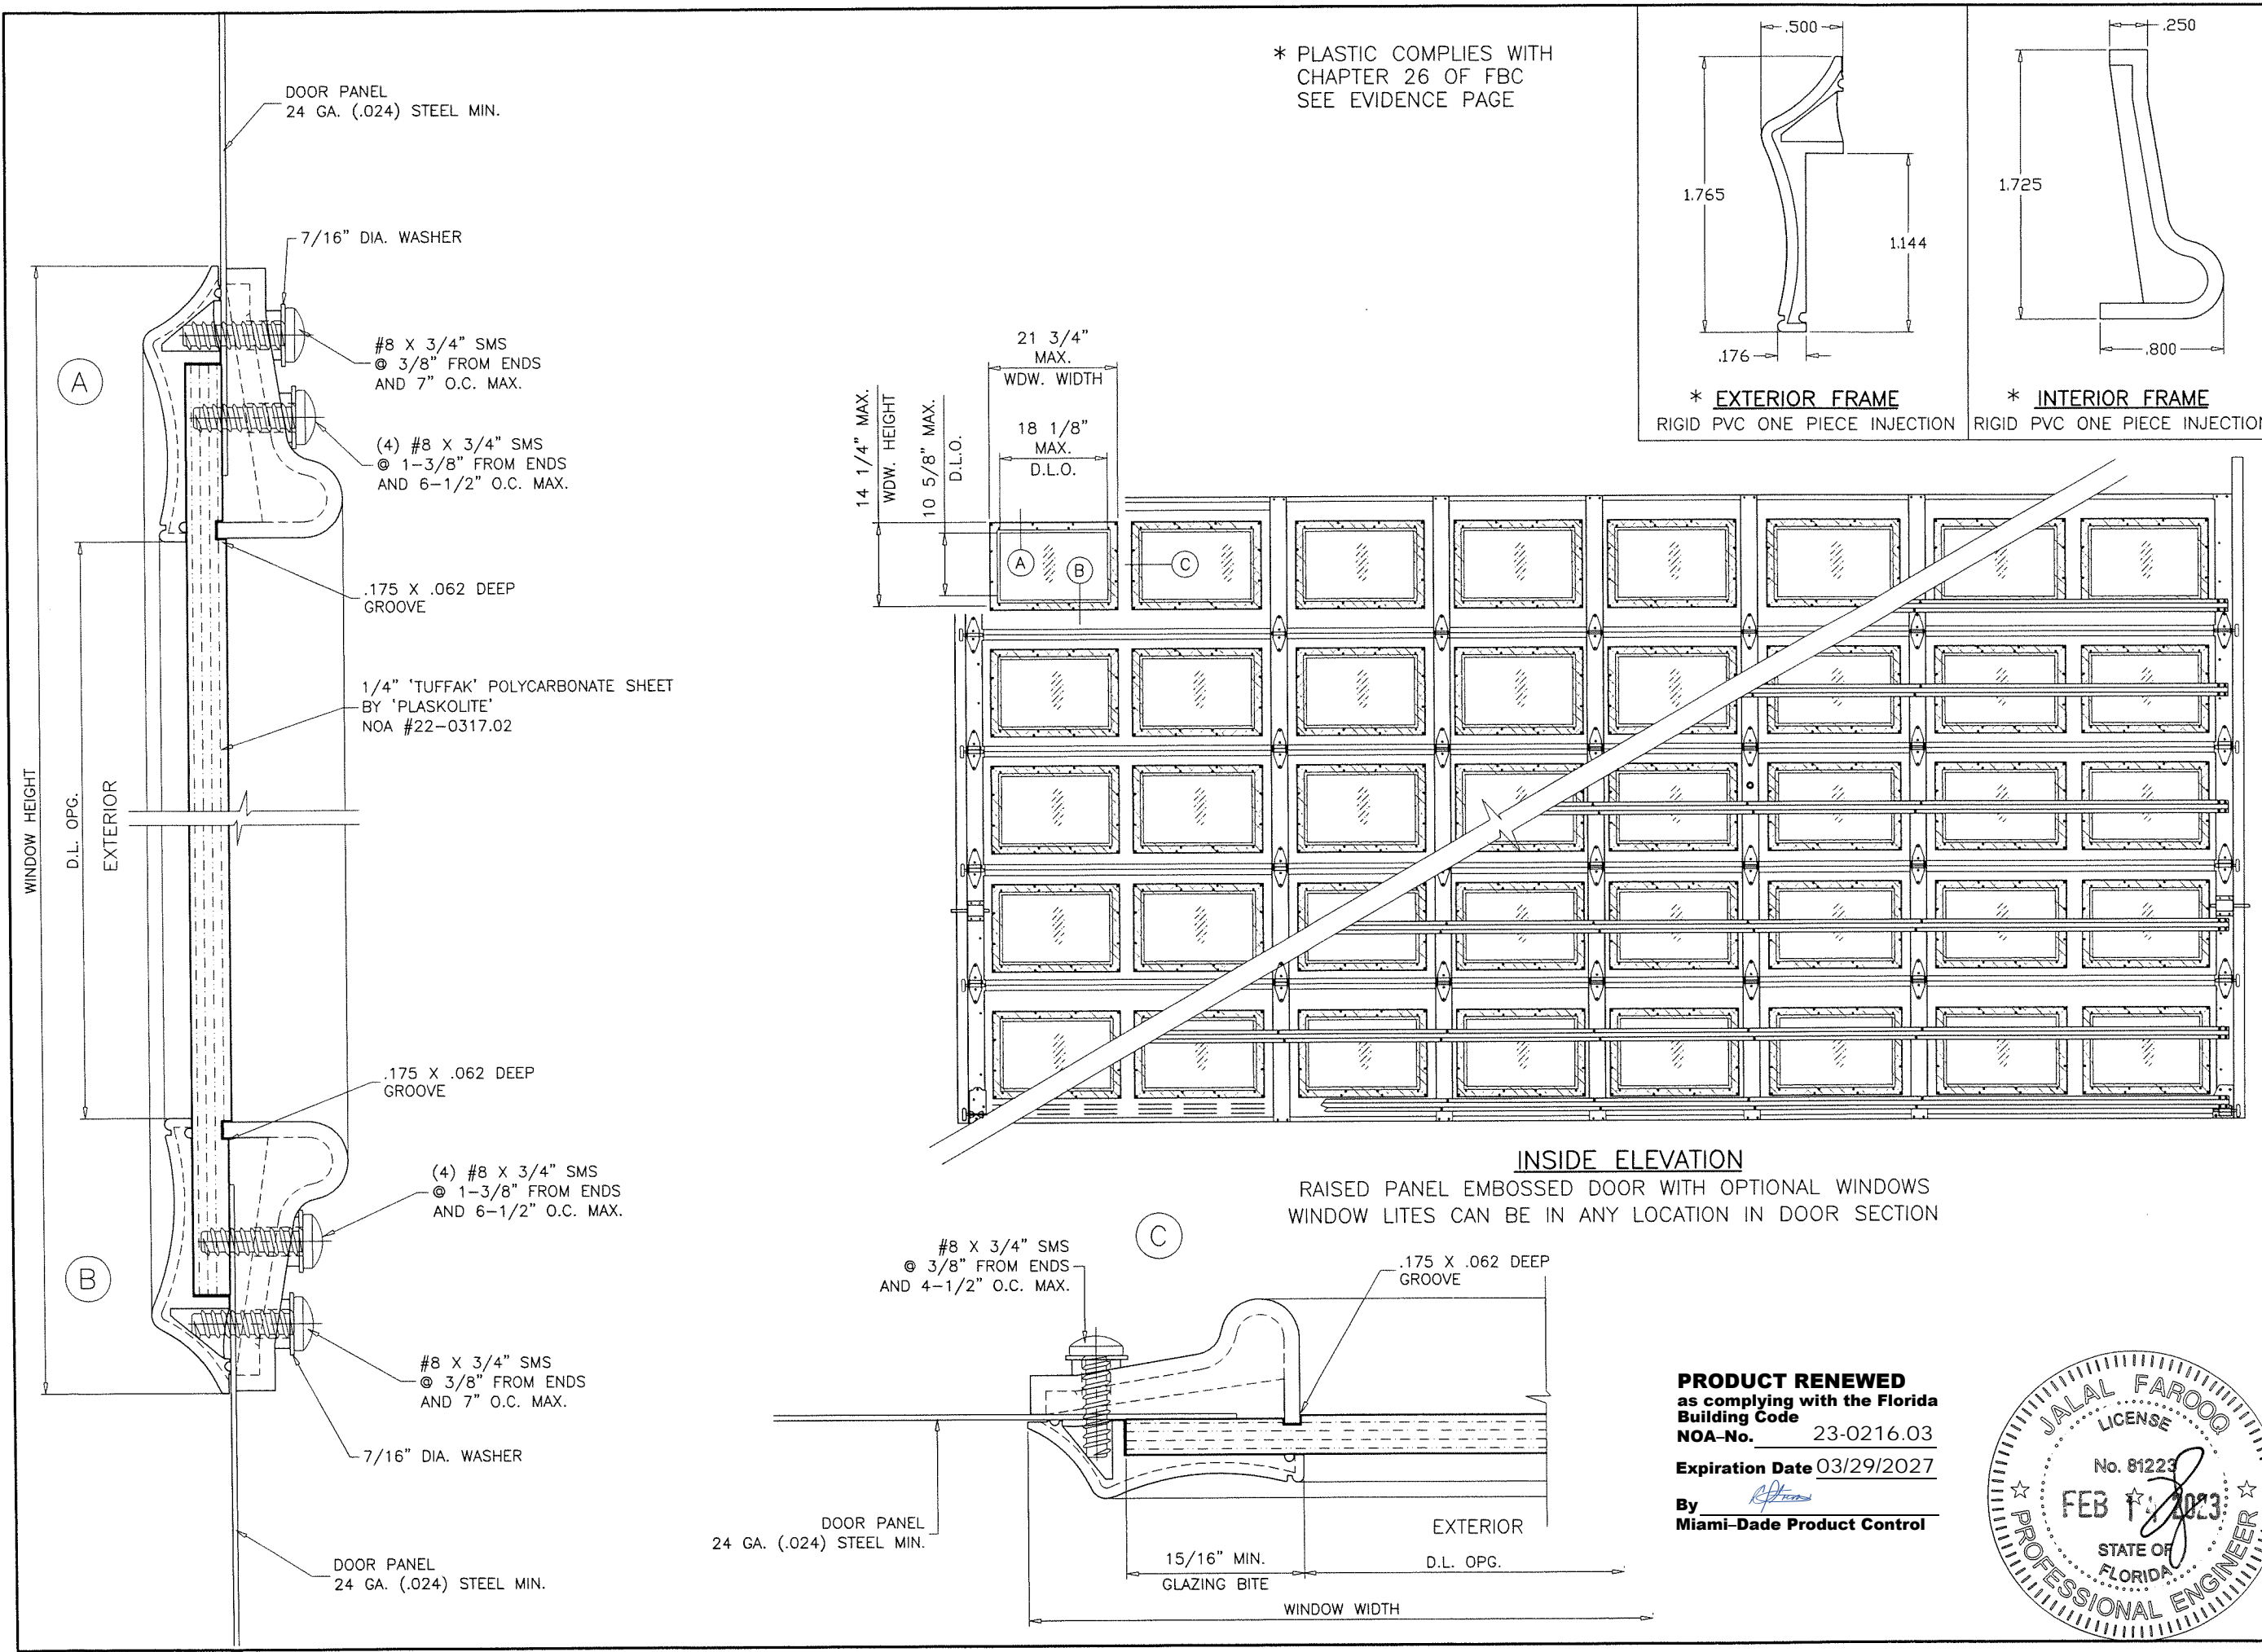 DOOR PANEL
24 GA. (.024) STEEL MIN.
7/16" DIA. WASHER
#8 X 3/4" SMS
@ 3/8" FROM ENDS
AND 7" O.C. MAX.
A
(4) #8 X 3/4" SMS
@ 1-3/8" FROM ENDS
AND 6-1/2" O.C. MAX.
.175 X .062 DEEP
GROOVE
1/4" 'TUFFAK' POLYCARBONATE SHEET
BY 'PLASKOLITE'
NOA #22-0317.02
WINDOW HEIGHT
D.L. OPG.
EXTERIOR
.175 X .062 DEEP
GROOVE
(4) #8 X 3/4" SMS
@ 1-3/8" FROM ENDS
AND 6-1/2" O.C. MAX.
B
#8 X 3/4" SMS
@ 3/8" FROM ENDS
AND 7" O.C. MAX.
7/16" DIA. WASHER
DOOR PANEL
24 GA. (.024) STEEL MIN.
* PLASTIC COMPLIES WITH
CHAPTER 26 OF FBC
SEE EVIDENCE PAGE
.500
1.765
1.144
.176
* EXTERIOR FRAME
RIGID PVC ONE PIECE INJECTION
.250
1.725
.800
* INTERIOR FRAME
RIGID PVC ONE PIECE INJECTION
21 3/4"
MAX.
WDW. WIDTH
18 1/8"
MAX.
D.L.O.
14 1/4" MAX.
WDW. HEIGHT
10 5/8" MAX.
D.L.O.
A
B
C
INSIDE ELEVATION
RAISED PANEL EMBOSSED DOOR WITH OPTIONAL WINDOWS
WINDOW LITES CAN BE IN ANY LOCATION IN DOOR SECTION
C
#8 X 3/4" SMS
@ 3/8" FROM ENDS
AND 4-1/2" O.C. MAX.
.175 X .062 DEEP
GROOVE
DOOR PANEL
24 GA. (.024) STEEL MIN.
EXTERIOR
15/16" MIN.
GLAZING BITE
D.L. OPG.
WINDOW WIDTH
PRODUCT RENEWED
as complying with the Florida
Building Code
NOA-No. 23-0216.03
Expiration Date 03/29/2027
By
Miami-Dade Product Control
JALAL FAROOQ
LICENSE
No. 81223
FEB 2023
STATE OF
FLORIDA
PROFESSIONAL ENGINEER